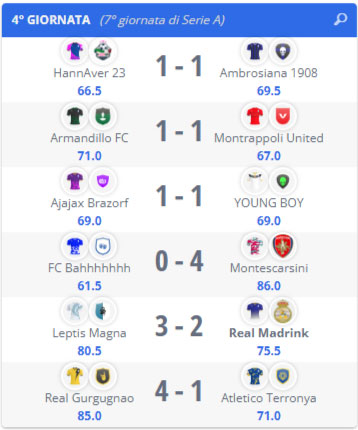 4° GIORNATA (7° giornata di Serie A)
HannAver 23 1 - 1 Ambrosiana 1908
66.5 69.5
Armandillo FC 1 - 1 Montrappoli United
71.0 67.0
Ajajax Brazorf 1 - 1 YOUNG BOY
69.0 69.0
FC Bahhhhhhh 0 - 4 Montescarsini
61.5 86.0
Leptis Magna 3 - 2 Real Madrink
80.5 75.5
Real Gurgugnao 4 - 1 Atletico Terronya
85.0 71.0